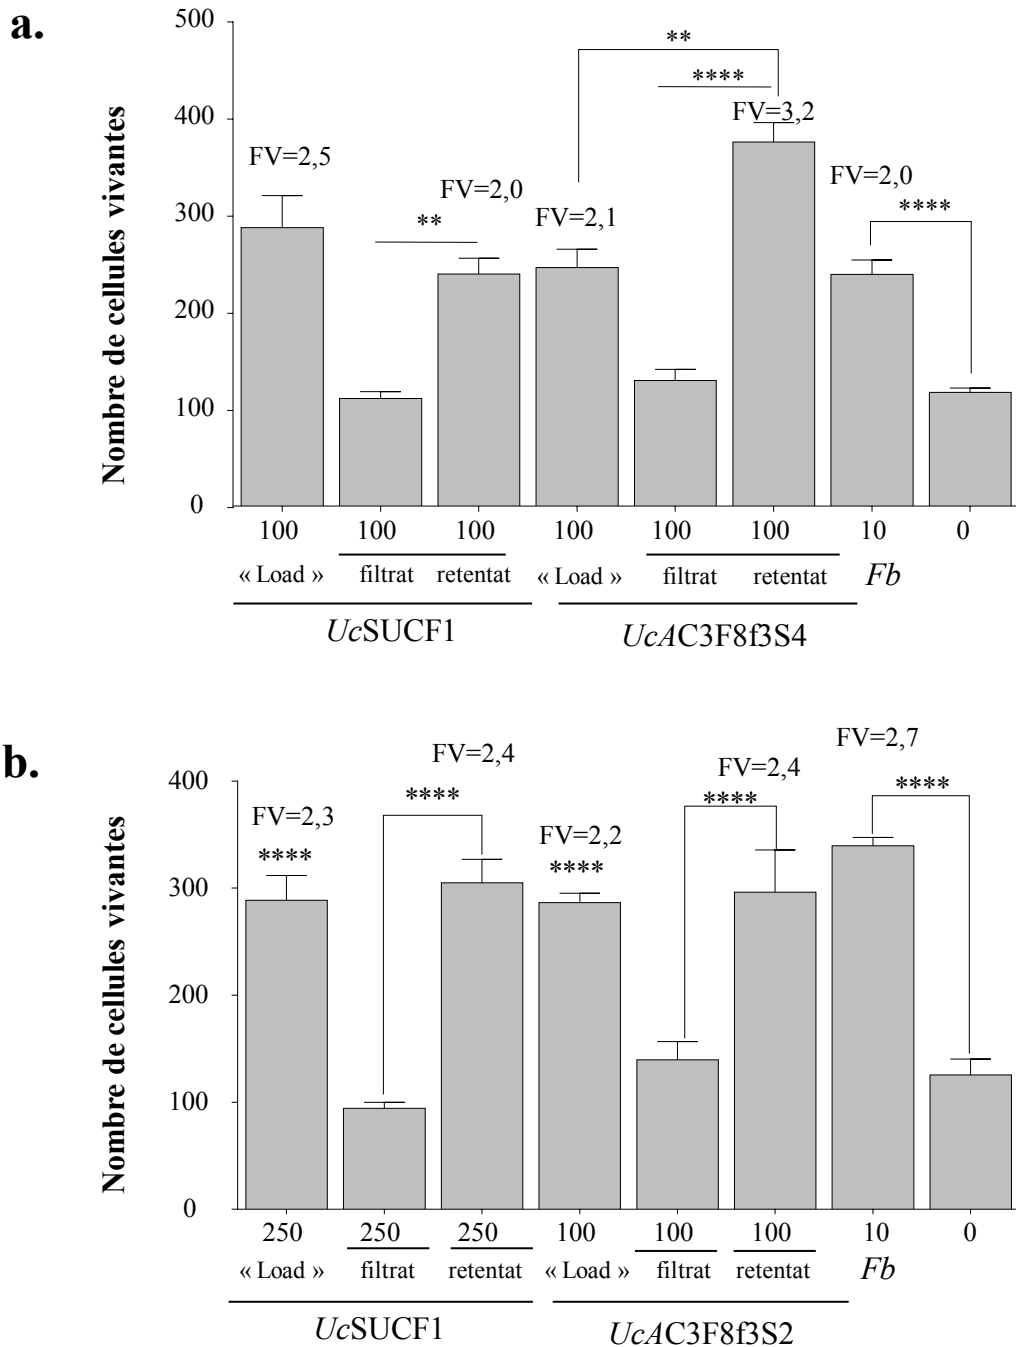 a.
Nombre de cellules vivantes
500
400
300
200
100
0
**
****
FV=3,2
FV=2,5
FV=2,0
FV=2,0
**
FV=2,1
****
100 100 100 100 100 100 10 0
« Load » filtrat retentat « Load » filtrat retentat Fb
UcSUCF1 UcAC3F8f3S4
b.
Nombre de cellules vivantes
400
300
200
100
0
FV=2,7
FV=2,4
FV=2,4
****
****
****
FV=2,3
FV=2,2
****
****
250 250 250 100 100 100 10 0
« Load » filtrat retentat « Load » filtrat retentat Fb
UcSUCF1 UcAC3F8f3S2